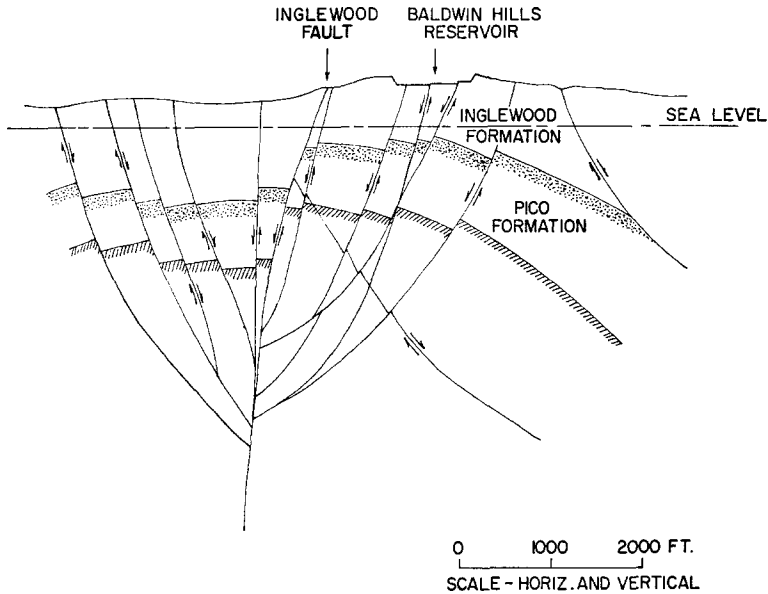 INGLEWOOD
FAULT
BALDWIN HILLS
RESERVOIR
INGLEWOOD
FORMATION
SEA LEVEL
PICO
FORMATION
0 1000 2000 FT.
SCALE - HORIZ. AND VERTICAL